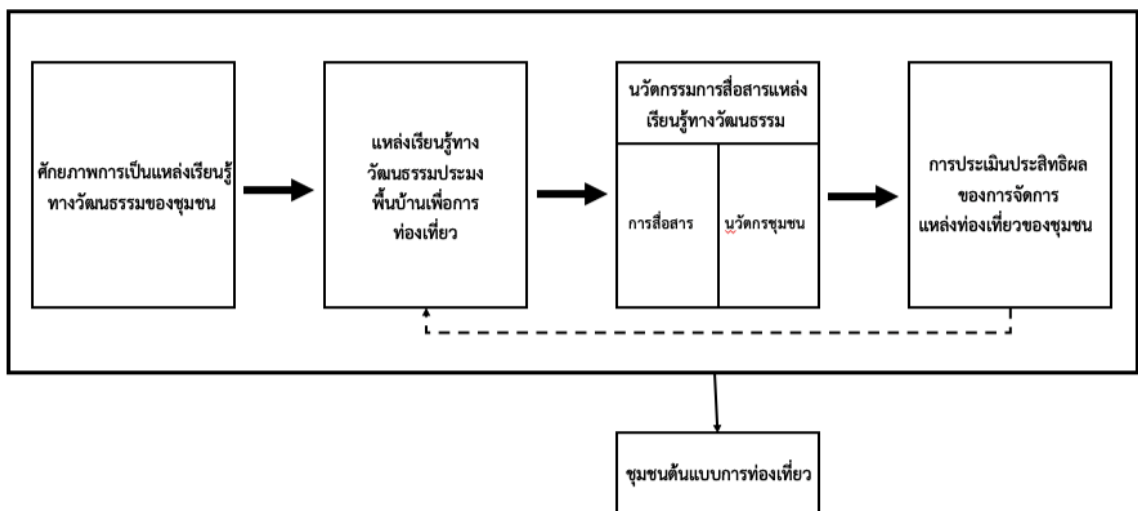 ศักยภาพการเป็นแหล่งเรียนรู้
ทางวัฒนธรรมของชุมชน
แหล่งเรียนรู้ทาง
วัฒนธรรมประมง
พื้นบ้านเพื่อการ
ท่องเที่ยว
นวัตกรรมการสื่อสารแหล่ง
เรียนรู้ทางวัฒนธรรม
การสื่อสาร
นวัตกรชุมชน
การประเมินประสิทธิผล
ของการจัดการ
แหล่งท่องเที่ยวของชุมชน
ชุมชนต้นแบบการท่องเที่ยว